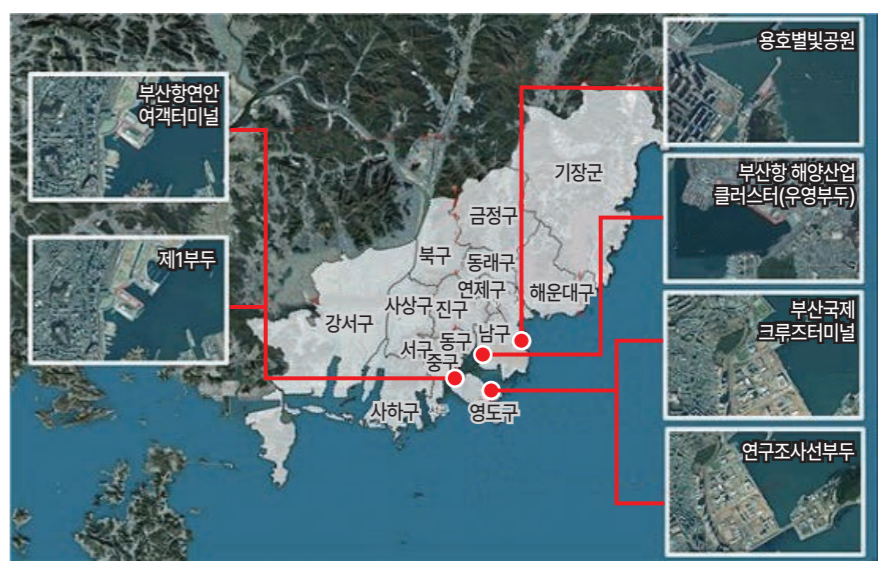 용호별빛공원
부산항연안
여객터미널
부산항 해양산업
클러스터(우영부두)
기장군
금정구
제1부두
북구
동래구
연제구
해운대구
사상구
진구
강서구
부산국제
크루즈터미널
동구
남구
서구
중구
사하구
영도구
연구조사선부두